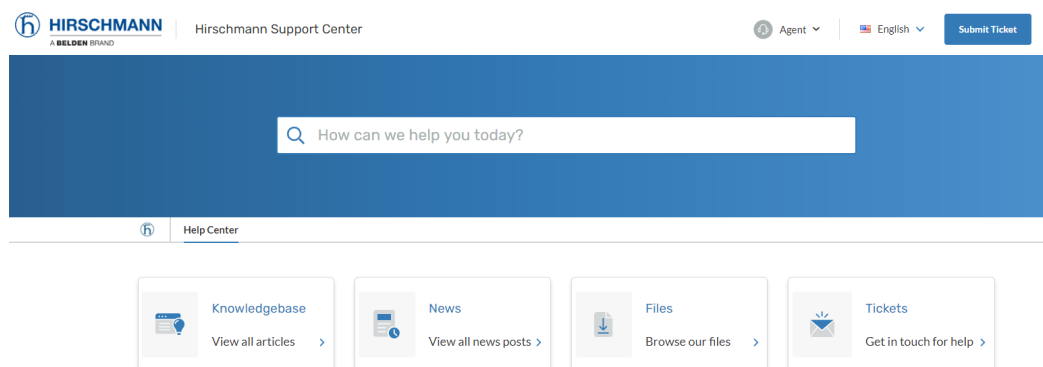 HIRSCHMANN
A BELDEN BRAND
Hirschmann Support Center
Agent
English
Submit Ticket
How can we help you today?
Help Center
Knowledgebase
View all articles
News
View all news posts
Files
Browse our files
Tickets
Get in touch for help